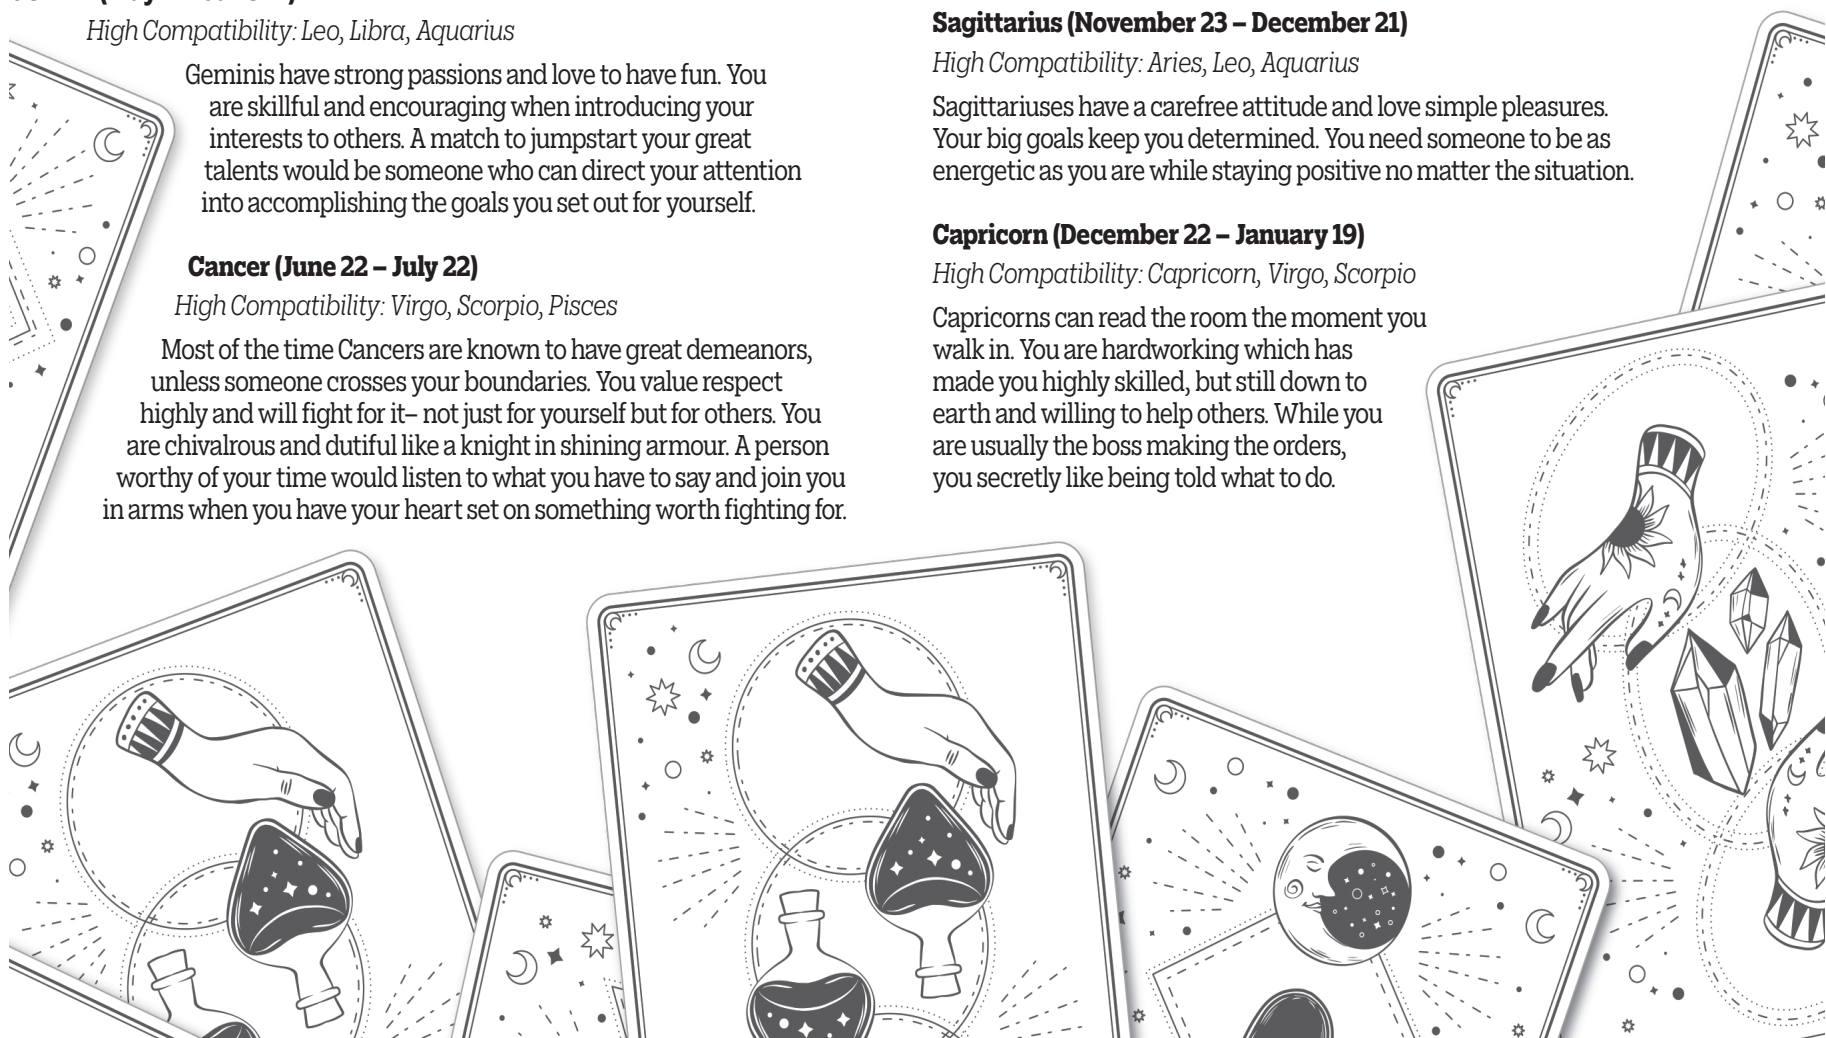 High Compatibility: Leo, Libra, Aquarius
Geminis have strong passions and love to have fun. You
are skillful and encouraging when introducing your
interests to others. A match to jumpstart your great
talents would be someone who can direct your attention
into accomplishing the goals you set out for yourself.
Cancer (June 22 – July 22)
High Compatibility: Virgo, Scorpio, Pisces
Most of the time Cancers are known to have great demeanors,
unless someone crosses your boundaries. You value respect
highly and will fight for it– not just for yourself but for others. You
are chivalrous and dutiful like a knight in shining armour. A person
worthy of your time would listen to what you have to say and join you
in arms when you have your heart set on something worth fighting for.
Sagittarius (November 23 – December 21)
High Compatibility: Aries, Leo, Aquarius
Sagittariuses have a carefree attitude and love simple pleasures.
Your big goals keep you determined. You need someone to be as
energetic as you are while staying positive no matter the situation.
Capricorn (December 22 – January 19)
High Compatibility: Capricorn, Virgo, Scorpio
Capricorns can read the room the moment you
walk in. You are hardworking which has
made you highly skilled, but still down to
earth and willing to help others. While you
are usually the boss making the orders,
you secretly like being told what to do.